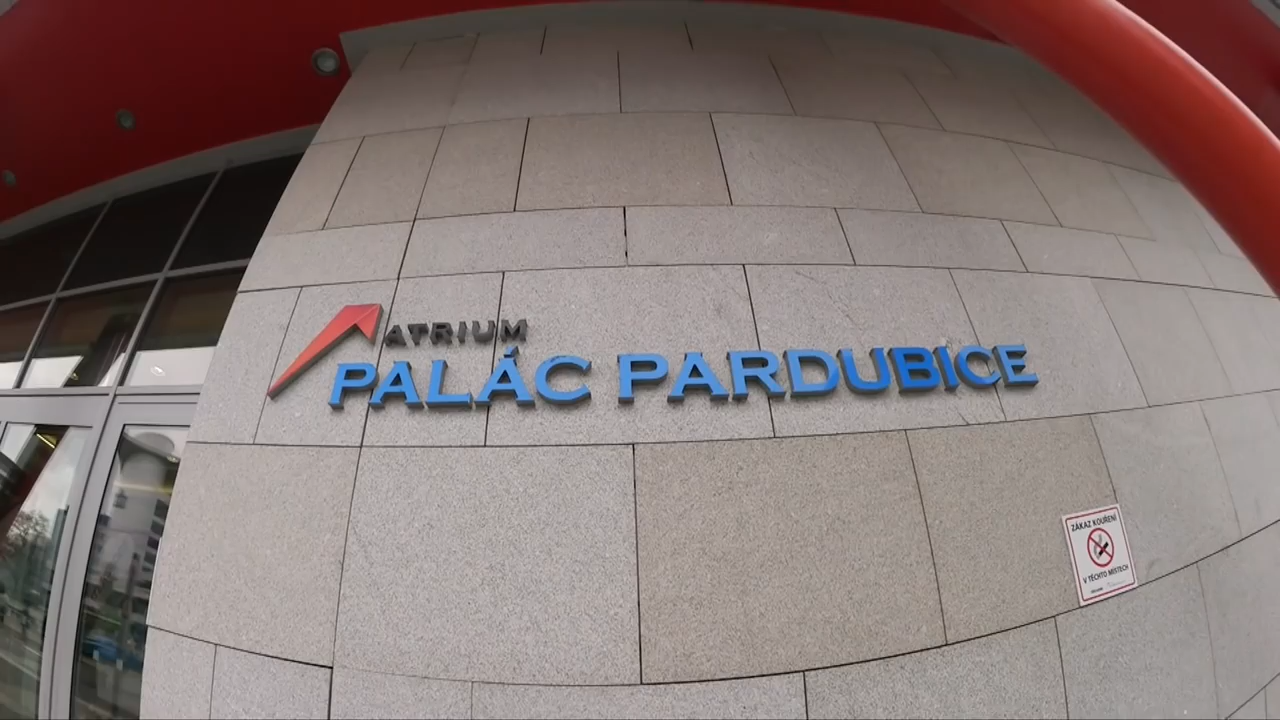 ATRIUM
PALÁC PARDUBICE
ZÁKAZ KOUŘENÍ
V TĚCHTO MÍSTECH